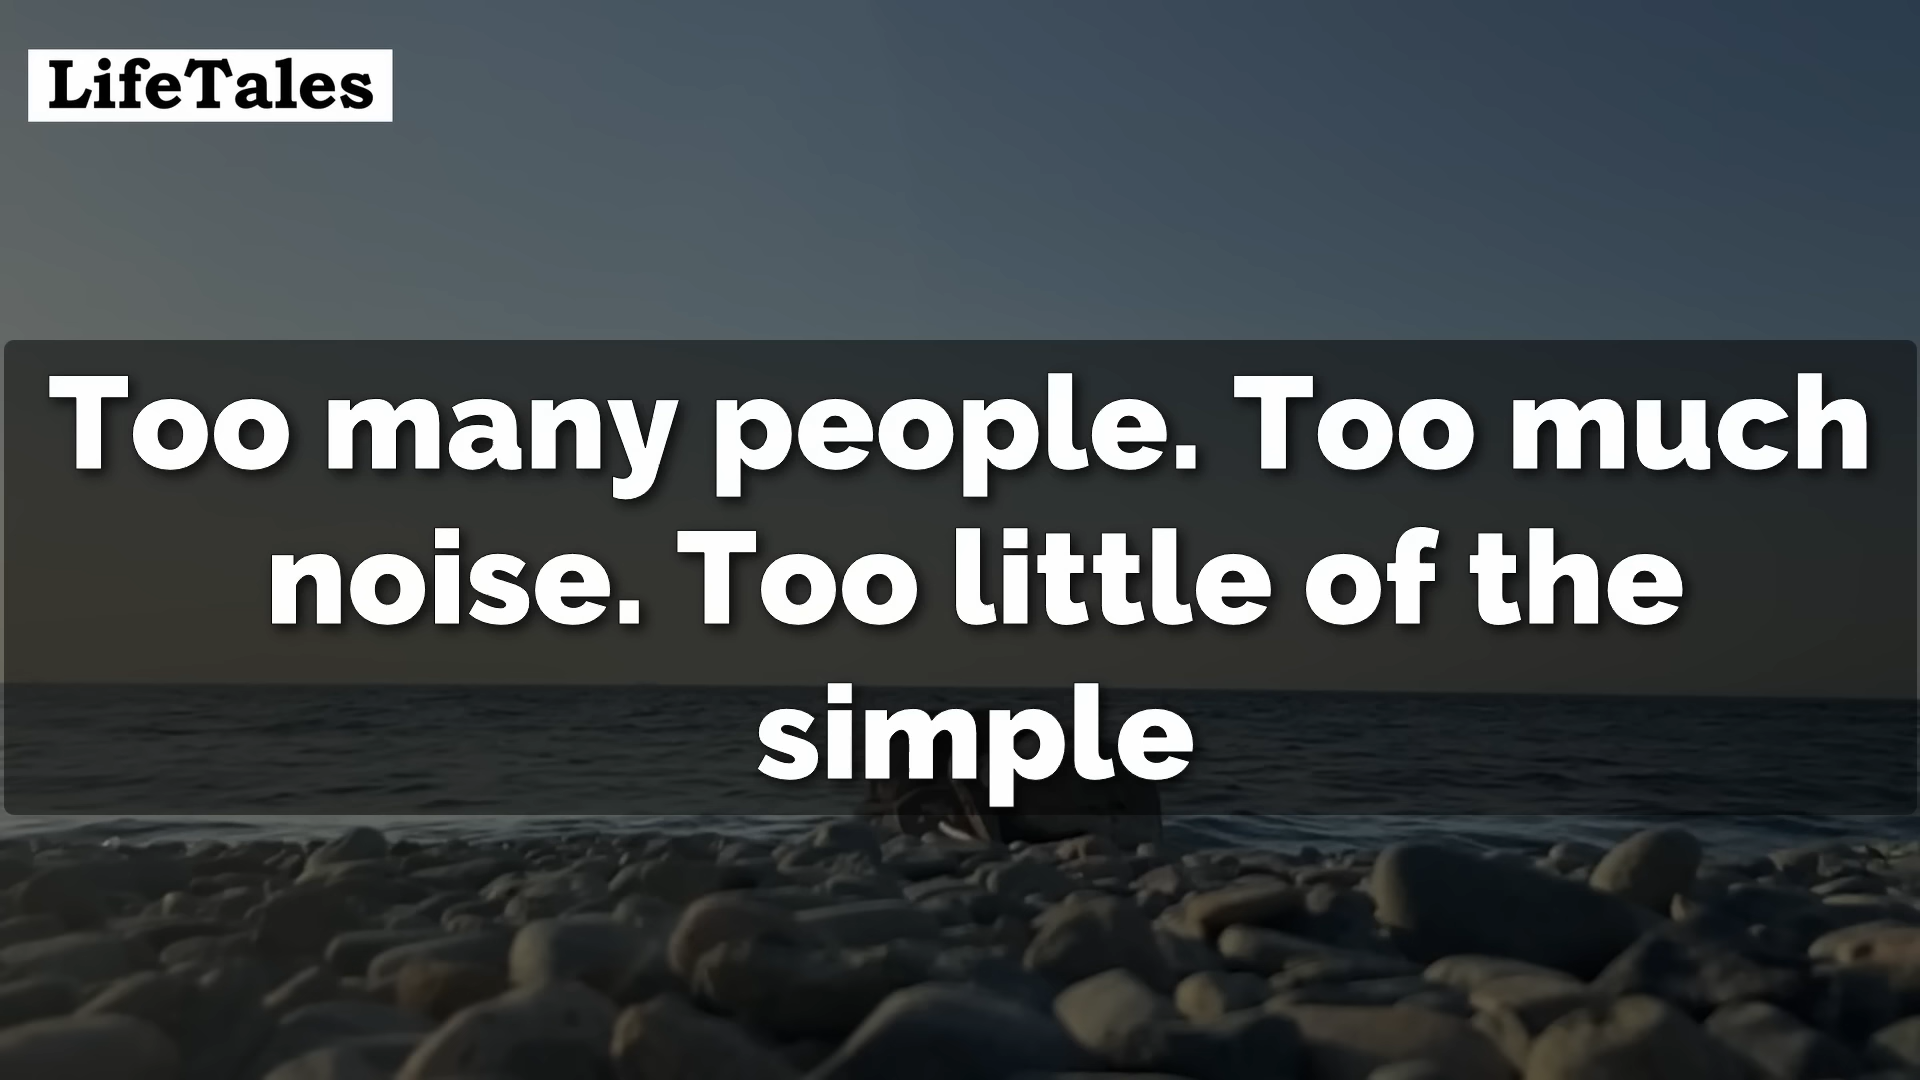 LifeTales
Too many people. Too much
noise. Too little of the
simple